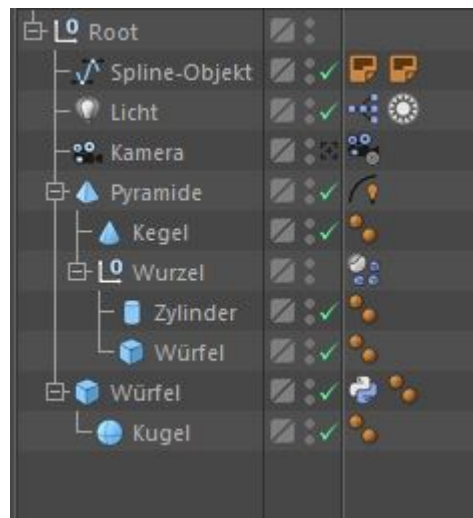 Root
Spline-Objekt
Licht
Kamera
Pyramide
Kegel
Wurzel
Zylinder
Würfel
Würfel
Kugel